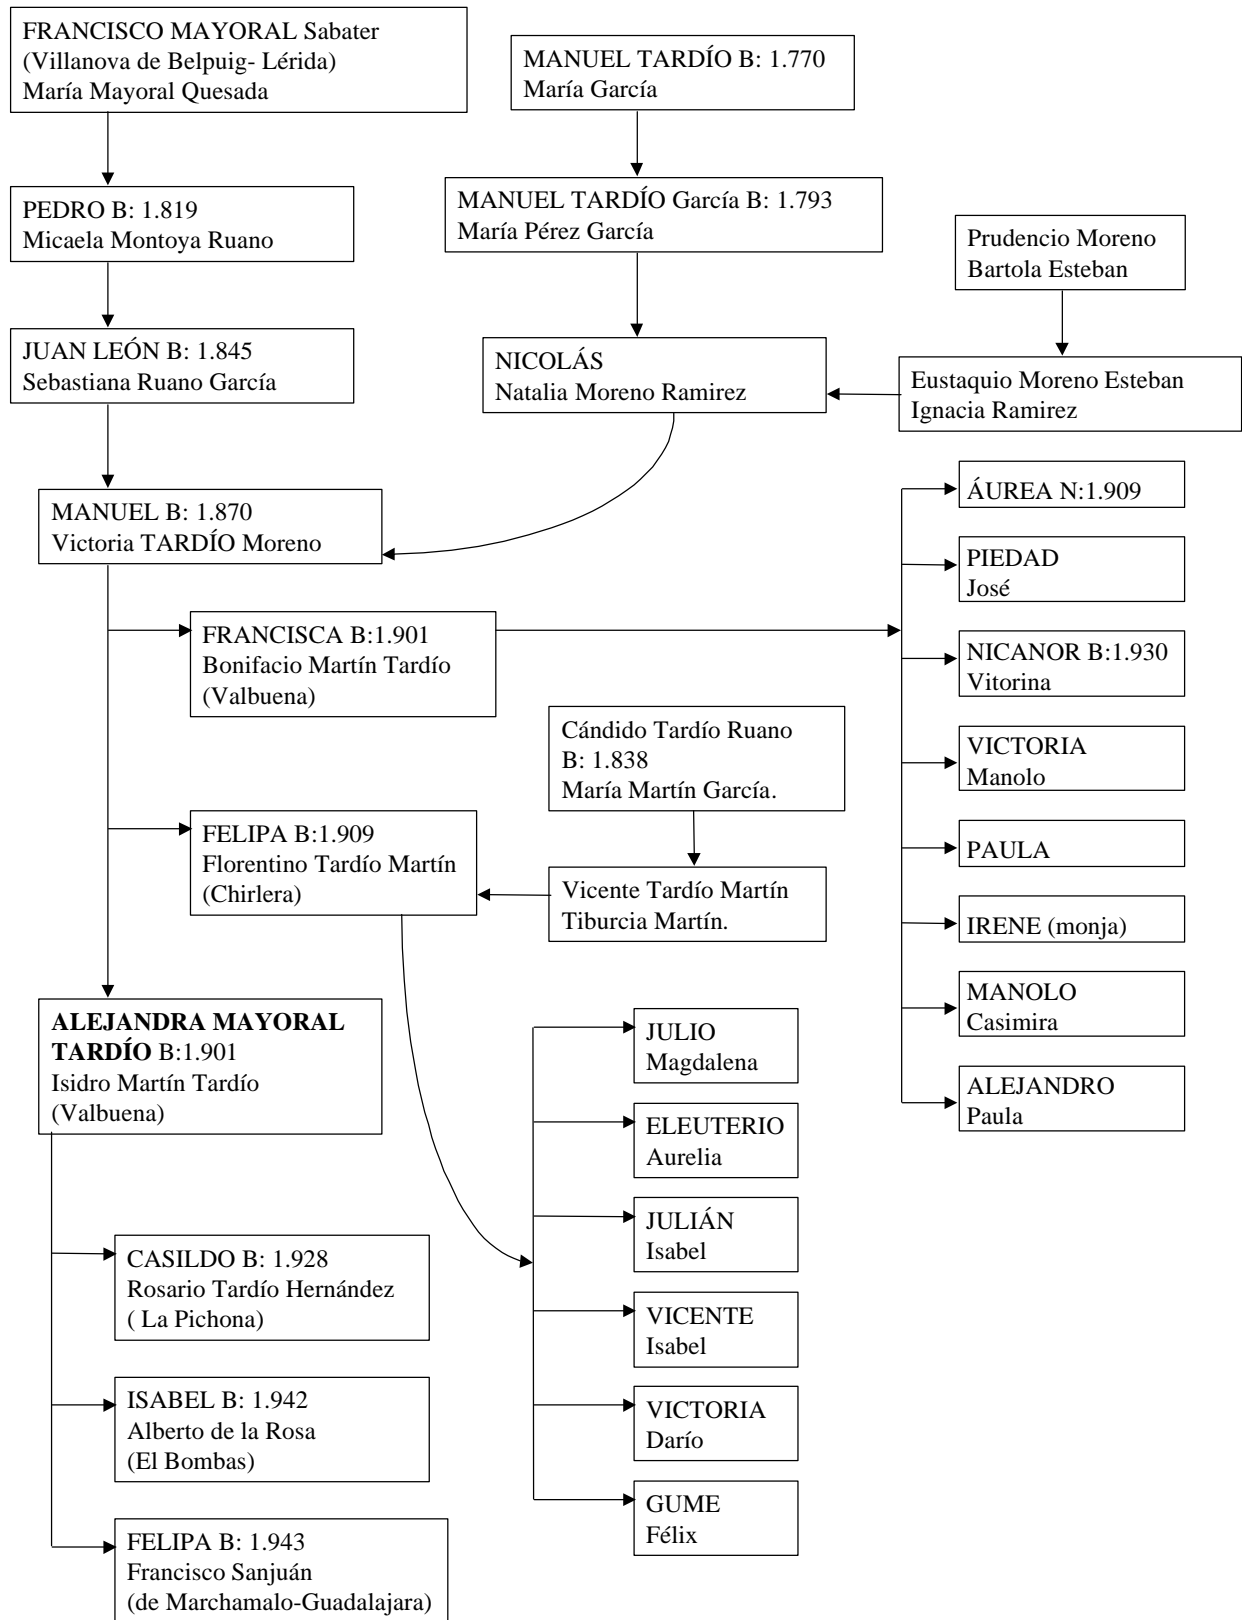 FRANCISCO MAYORAL Sabater
(Villanova de Belpuig- Lérida)
María Mayoral Quesada
MANUEL TARDÍO B: 1.770
María García
PEDRO B: 1.819
Micaela Montoya Ruano
MANUEL TARDÍO García B: 1.793
María Pérez García
Prudencio Moreno
Bartola Esteban
JUAN LEÓN B: 1.845
Sebastiana Ruano García
NICOLÁS
Natalia Moreno Ramirez
Eustaquio Moreno Esteban
Ignacia Ramirez
MANUEL B: 1.870
Victoria TARDÍO Moreno
ÁUREA N:1.909
PIEDAD
José
FRANCISCA B:1.901
Bonifacio Martín Tardío
(Valbuena)
NICANOR B:1.930
Vitorina
Cándido Tardío Ruano
B: 1.838
María Martín García.
VICTORIA
Manolo
FELIPA B:1.909
Florentino Tardío Martín
(Chirlera)
PAULA
Vicente Tardío Martín
Tiburcia Martín.
IRENE (monja)
MANOLO
Casimira
ALEJANDRA MAYORAL
TARDÍO B:1.901
Isidro Martín Tardío
(Valbuena)
JULIO
Magdalena
ALEJANDRO
Paula
ELEUTERIO
Aurelia
JULIÁN
Isabel
CASILDO B: 1.928
Rosario Tardío Hernández
( La Pichona)
VICENTE
Isabel
ISABEL B: 1.942
Alberto de la Rosa
(El Bombas)
VICTORIA
Darío
GUME
Félix
FELIPA B: 1.943
Francisco Sanjuán
(de Marchamalo-Guadalajara)